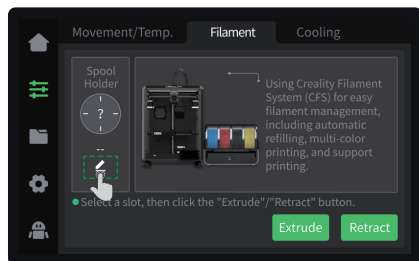 Movement/Temp. Filament Cooling
Spool
Holder
?
--
Using Creality Filament
System (CFS) for easy
filament management,
including automatic
refilling, multi-color
printing, and support
printing.
Select a slot, then click the "Extrude"/"
Retract" button.
Extrude Retract